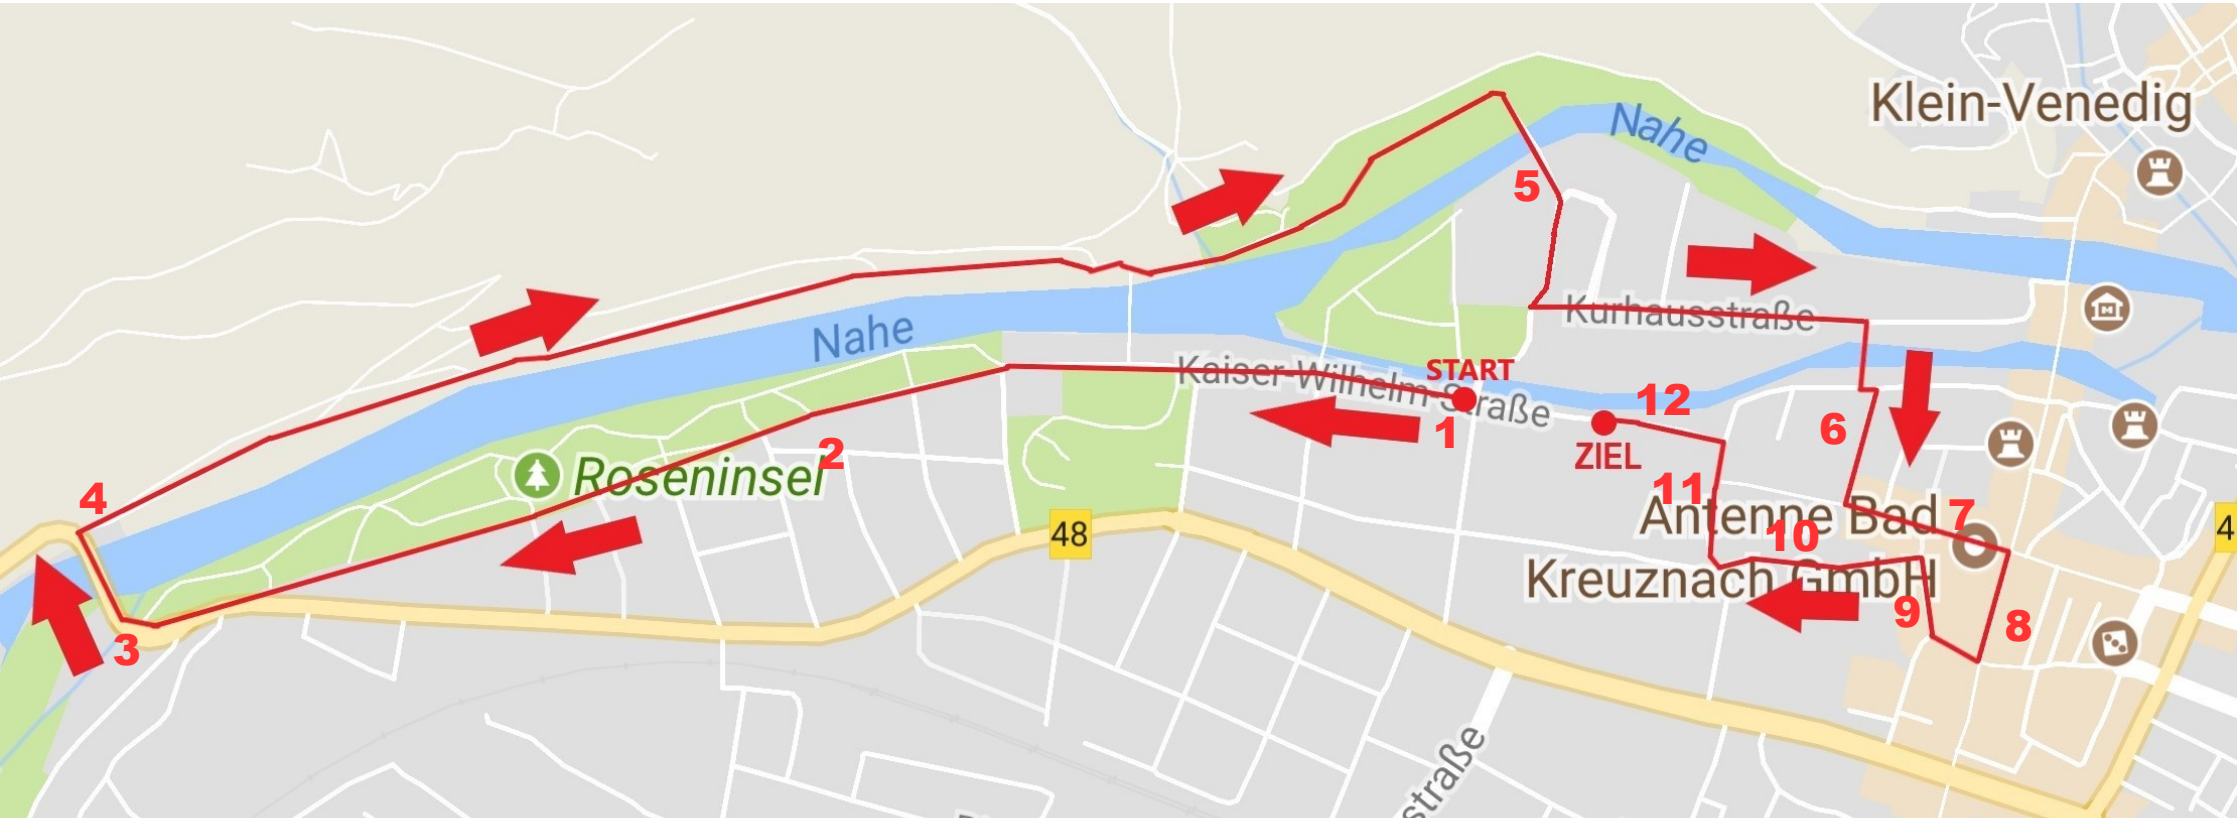 Klein-Venedig
Nahe
5
Kurhausstraße
Nahe
START
Kaiser-Wilhelm-Straße
12
1
6
ZIEL
2
Roseninsel
11
4
Antenne Bad
7
48
4
10
Kreuznach GmbH
9
8
3
straße